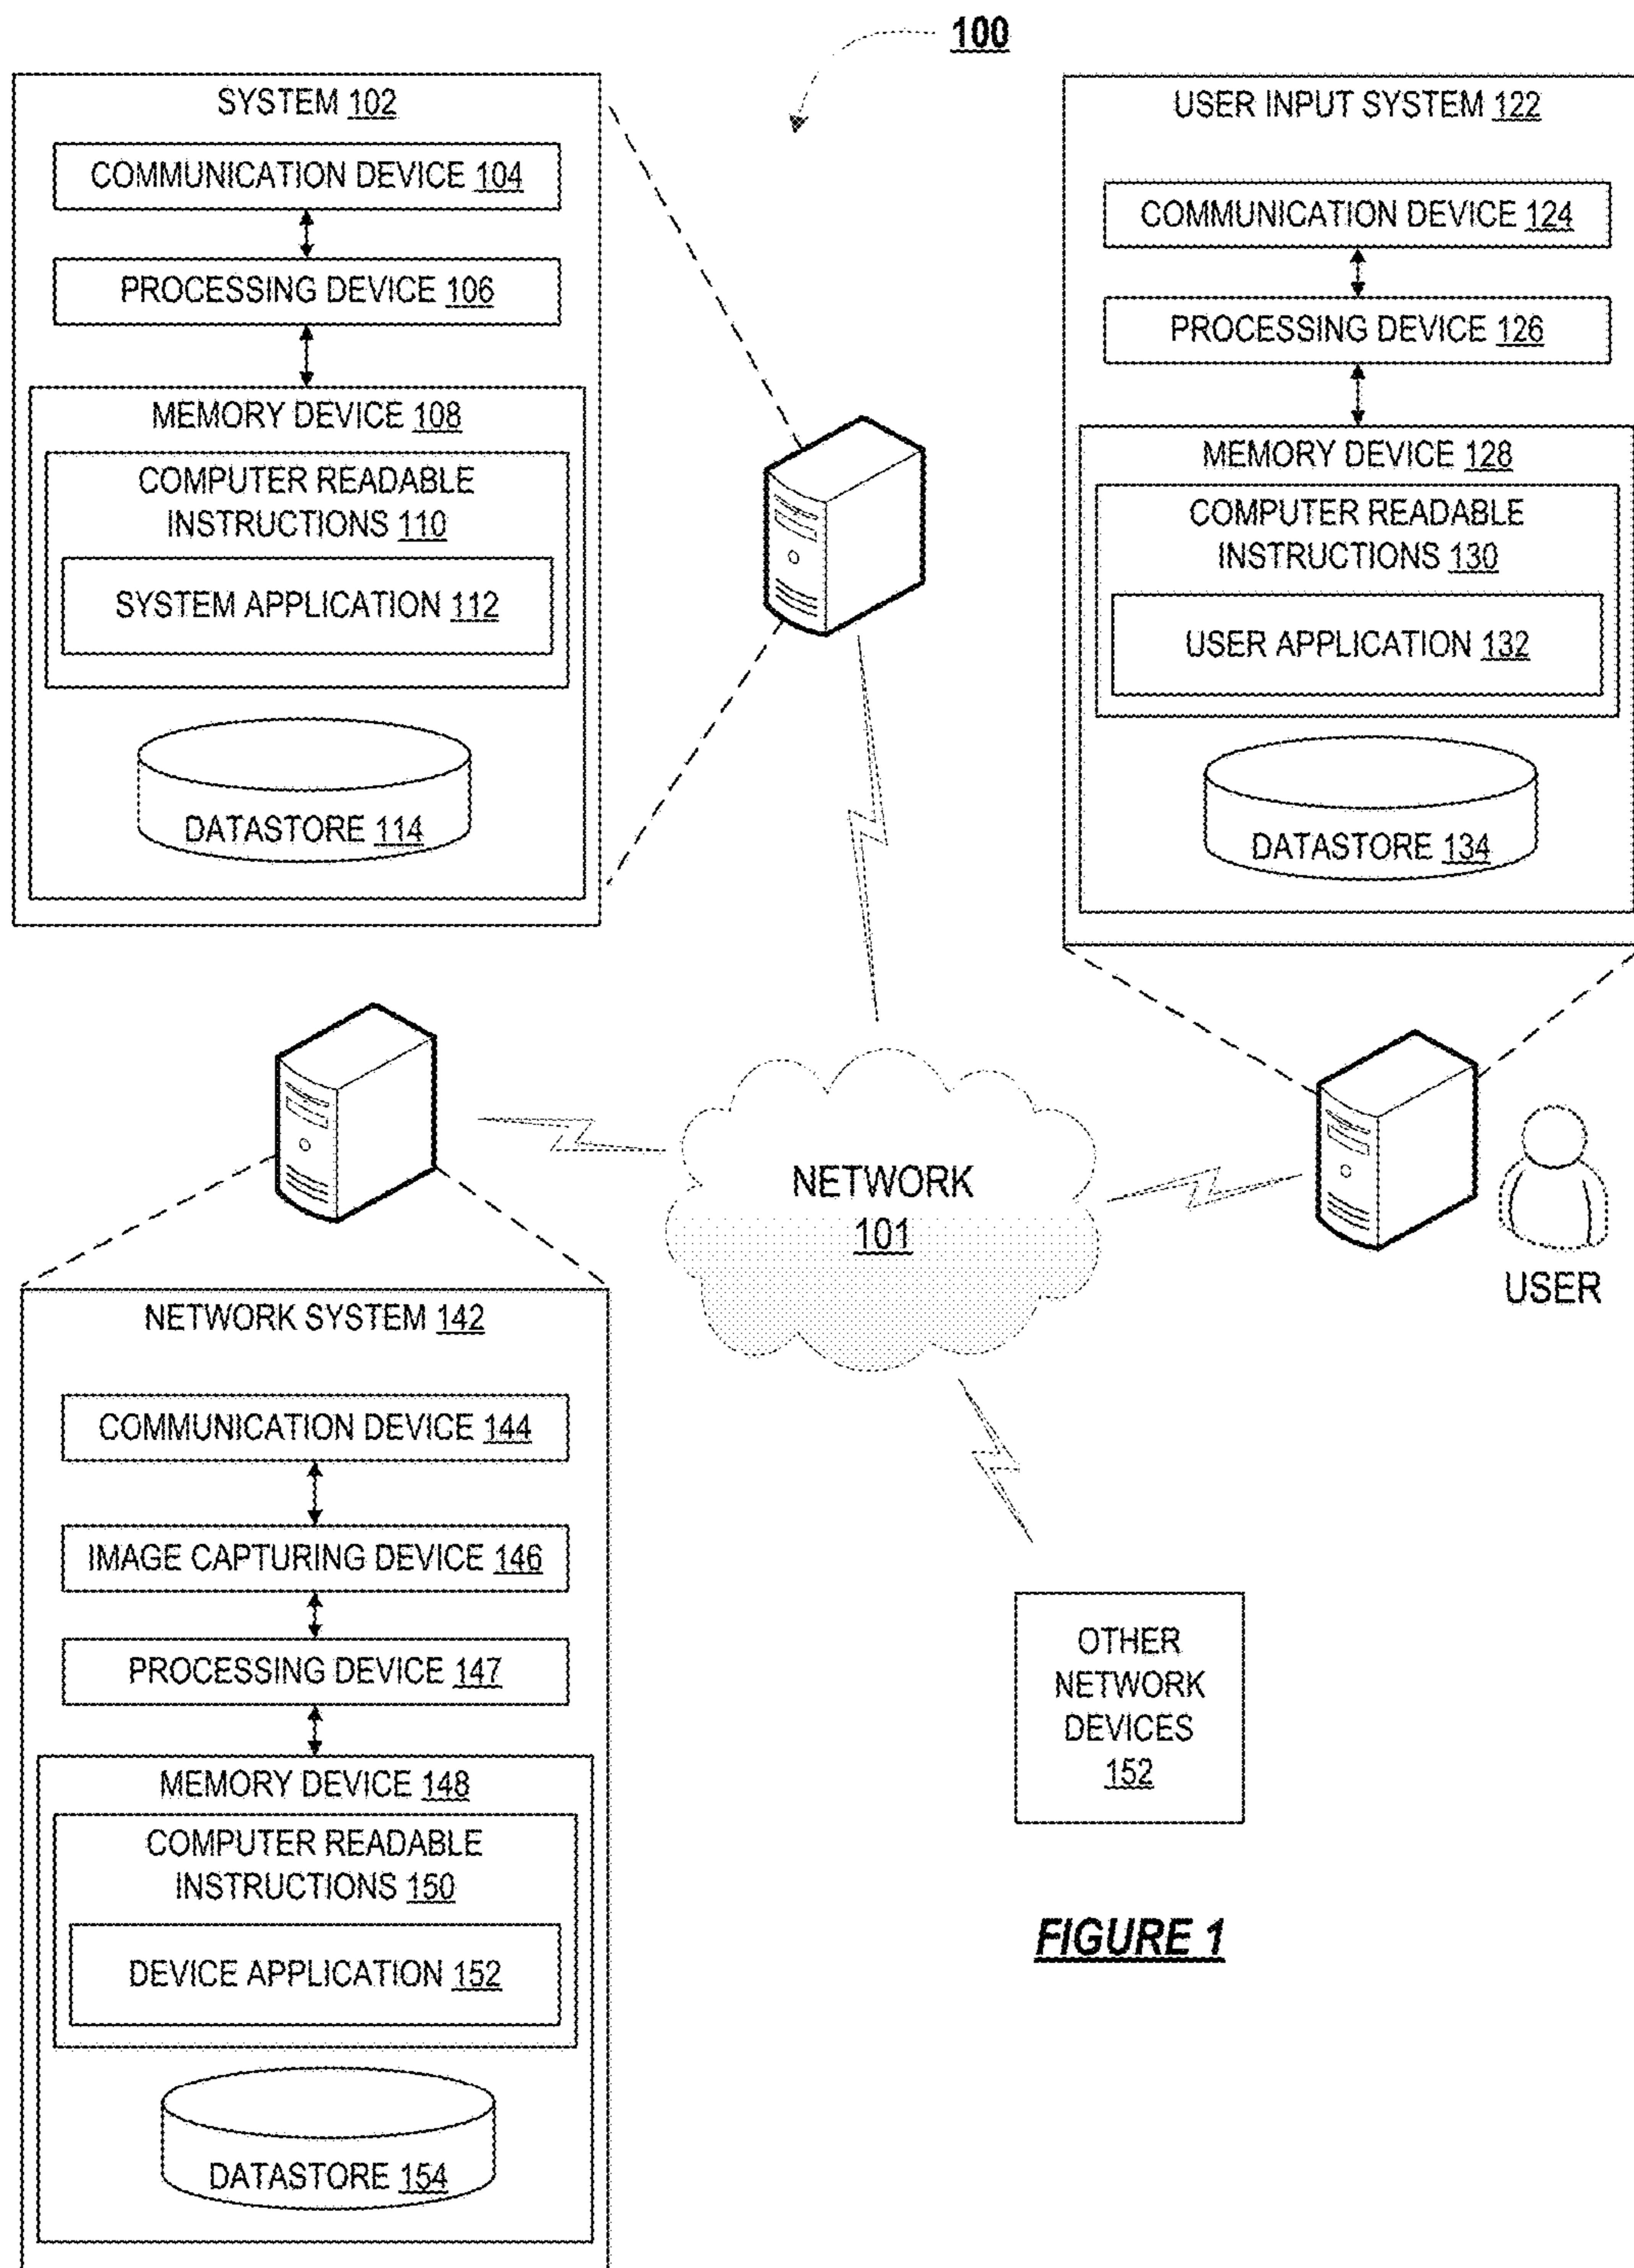 100
SYSTEM 102
COMMUNICATION DEVICE 104
PROCESSING DEVICE 106
MEMORY DEVICE 108
COMPUTER READABLE
INSTRUCTIONS 110
SYSTEM APPLICATION 112
DATASTORE 114
USER INPUT SYSTEM 122
COMMUNICATION DEVICE 124
PROCESSING DEVICE 126
MEMORY DEVICE 128
COMPUTER READABLE
INSTRUCTIONS 130
USER APPLICATION 132
DATASTORE 134
NETWORK
101
USER
NETWORK SYSTEM 142
COMMUNICATION DEVICE 144
IMAGE CAPTURING DEVICE 146
PROCESSING DEVICE 147
MEMORY DEVICE 148
COMPUTER READABLE
INSTRUCTIONS 150
DEVICE APPLICATION 152
DATASTORE 154
OTHER
NETWORK
DEVICES
152
FIGURE 1